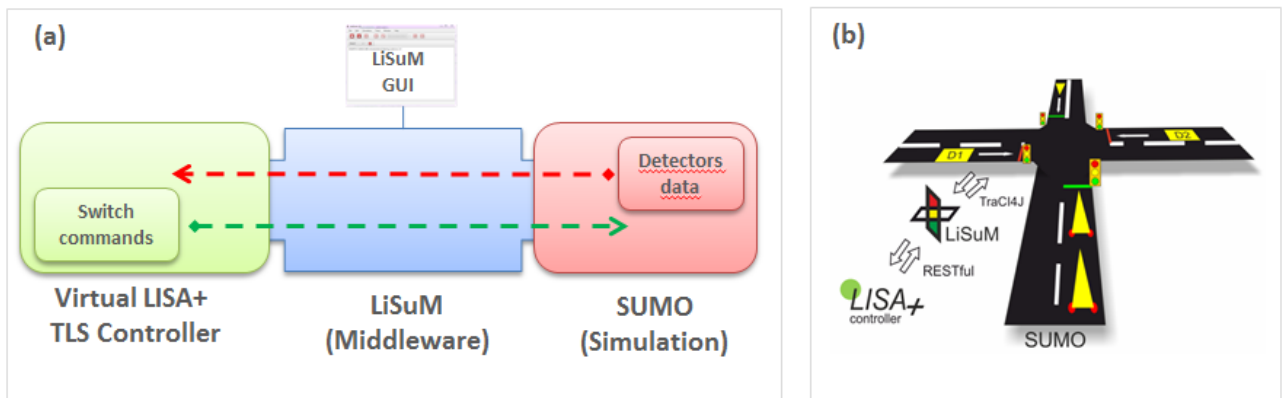 (a)
LiSuM
GUI
Detectors
data
Switch
commands
Virtual LISA+
TLS Controller
LiSuM
(Middleware)
SUMO
(Simulation)
(b)
D1
D2
TraCI4J
LiSuM
RESTful
LISA+
controller
SUMO